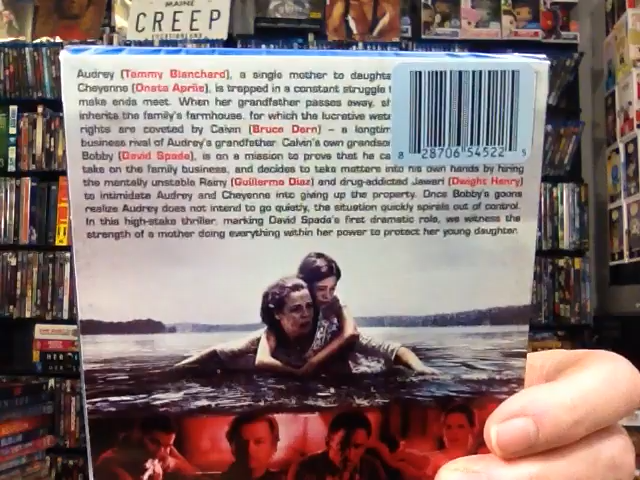 MAINE
CREEP
Audrey (Tammy Blanchard), a single mother to daughte
Cheyenne (Onata Aprile), is trapped in a constant struggle
make ends meet. When her grandfather passes away, sh
inherits the family's farmhouse, for which the lucrative
rights are coveted by Calvin (Bruce Dern) – a longtim
business rival of Audrey's grandfather. Calvin's own grandson
Bobby (David Spade), is on a mission to prove that he ca
take on the family business, and decides to take matters into his own hands by hiring
the mentally unstable Rainy (Guillermo Diaz) and drug-addicted Jawari (Dwight Henry)
to intimidate Audrey and Cheyenne into giving up the property. Once Bobby's goons
realize Audrey does not intend to go quietly, the situation quickly spirals out of control.
In this high-stake thriller, marking David Spade's first dramatic role, we witness the
strength of a mother doing everything within her power to protect her young daughter.
8 28706 54522 5